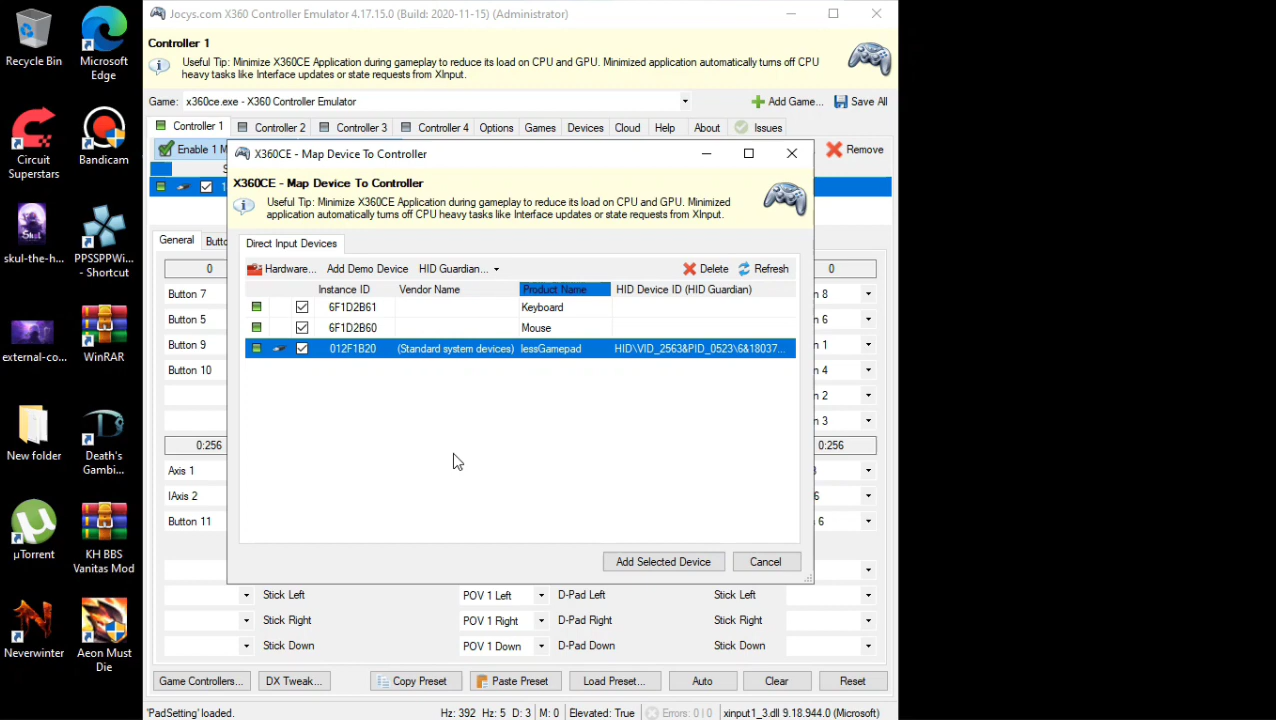 Recycle Bin
Microsoft
Edge
Circuit
Superstars
Bandicam
skul-the-h...
PPSSPPWi...
- Shortcut
external-co...
WinRAR
New folder
Death's
Gambi...
µTorrent
KH BBS
Vanitas Mod
Neverwinter
Aeon Must
Die
Jocys.com X360 Controller Emulator 4.17.15.0 (Build: 2020-11-15) (Administrator)
Controller 1
Useful Tip: Minimize X360CE Application during gameplay to reduce its load on CPU and GPU. Minimized application automatically turns off CPU
heavy tasks like Interface updates or state requests from XInput.
Game: x360ce.exe - X360 Controller Emulator Add Game... Save All
Controller 1 Controller 2 Controller 3 Controller 4 Options Games Devices Cloud Help About Issues
Enable 1 M Remove
X360CE - Map Device To Controller
X360CE - Map Device To Controller
Useful Tip: Minimize X360CE Application during gameplay to reduce its load on CPU and GPU. Minimized
application automatically turns off CPU heavy tasks like Interface updates or state requests from XInput.
Direct Input Devices
Hardware... Add Demo Device HID Guardian... Delete Refresh
Instance ID Vendor Name Product Name HID Device ID (HID Guardian)
6F1D2B61 Keyboard
6F1D2B60 Mouse
012F1B20 (Standard system devices) lessGamepad HID\VID_2563&PID_0523\6&18037...
Add Selected Device Cancel
General Butto
0 0
Button 7 n 8
Button 5 n 6
Button 9 n 1
Button 10 n 4
n 2
n 3
0:256 0:256
Axis 1
IAxis 2 6
Button 11 6
Stick Left POV 1 Left D-Pad Left Stick Left
Stick Right POV 1 Right D-Pad Right Stick Right
Stick Down POV 1 Down D-Pad Down Stick Down
Game Controllers... DX Tweak... Copy Preset Paste Preset Load Preset... Auto Clear Reset
'PadSetting' loaded. Hz: 392 Hz: 5 D: 3 M: 0 Elevated: True Errors: 0 | 0 xinput1_3.dll 9.18.944.0 (Microsoft)